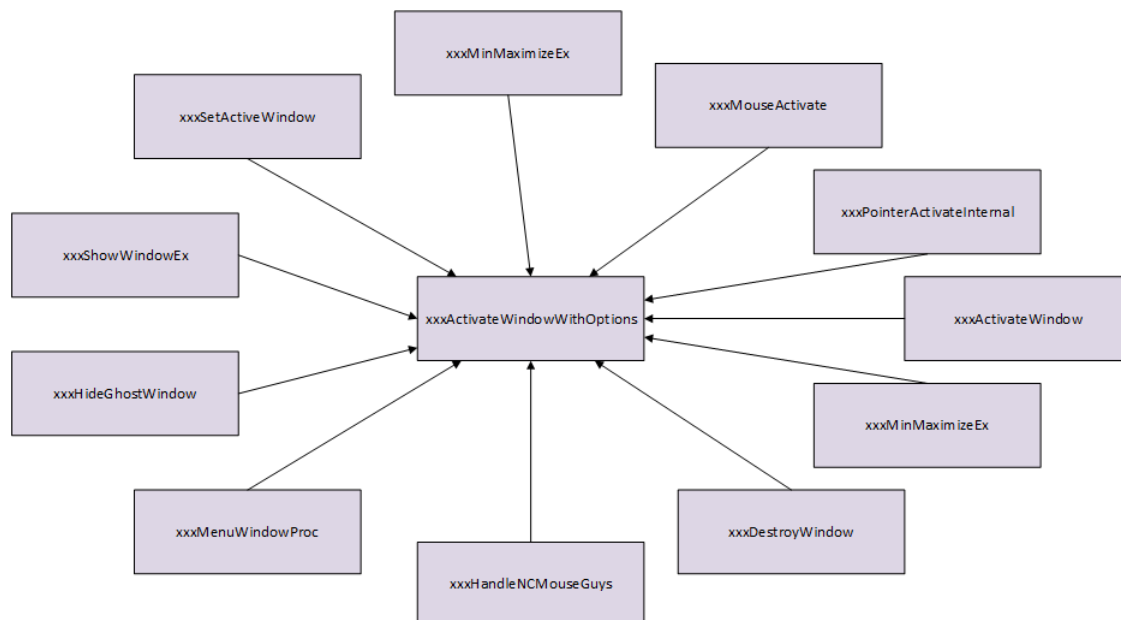 xxxMinMaximizeEx
xxxMouseActivate
xxxSetActiveWindow
xxxPointerActivateInternal
xxxShowWindowEx
xxxActivateWindowWithOptions
xxxActivateWindow
xxxHideGhostWindow
xxxMinMaximizeEx
xxxMenuWindowProc
xxxDestroyWindow
xxxHandleNCMouseGuys